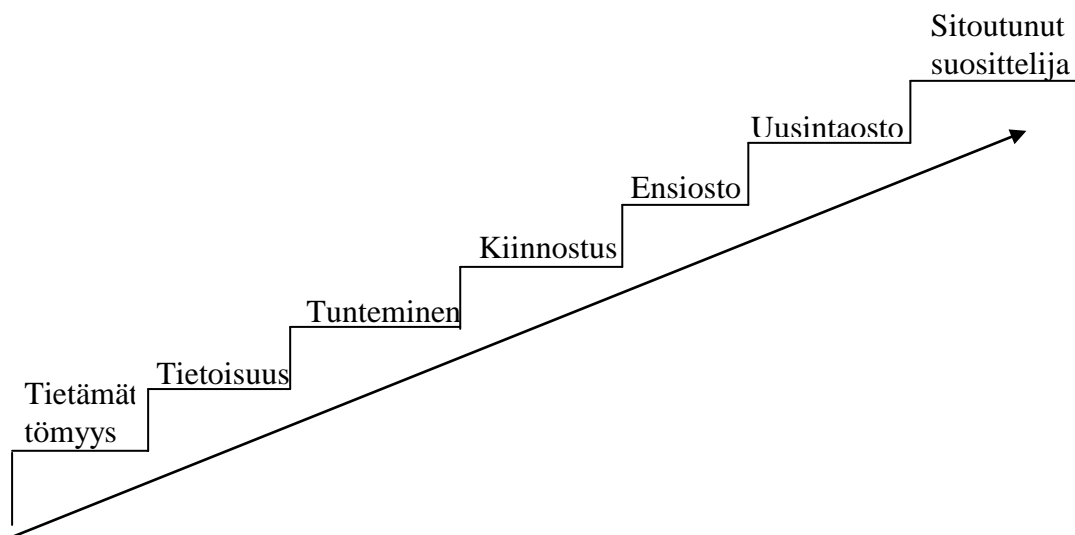 Sitoutunut
suosittelija
Uusintaosto
Ensiosto
Kiinnostus
Tunteminen
Tietoisuus
Tietämät
tömyys